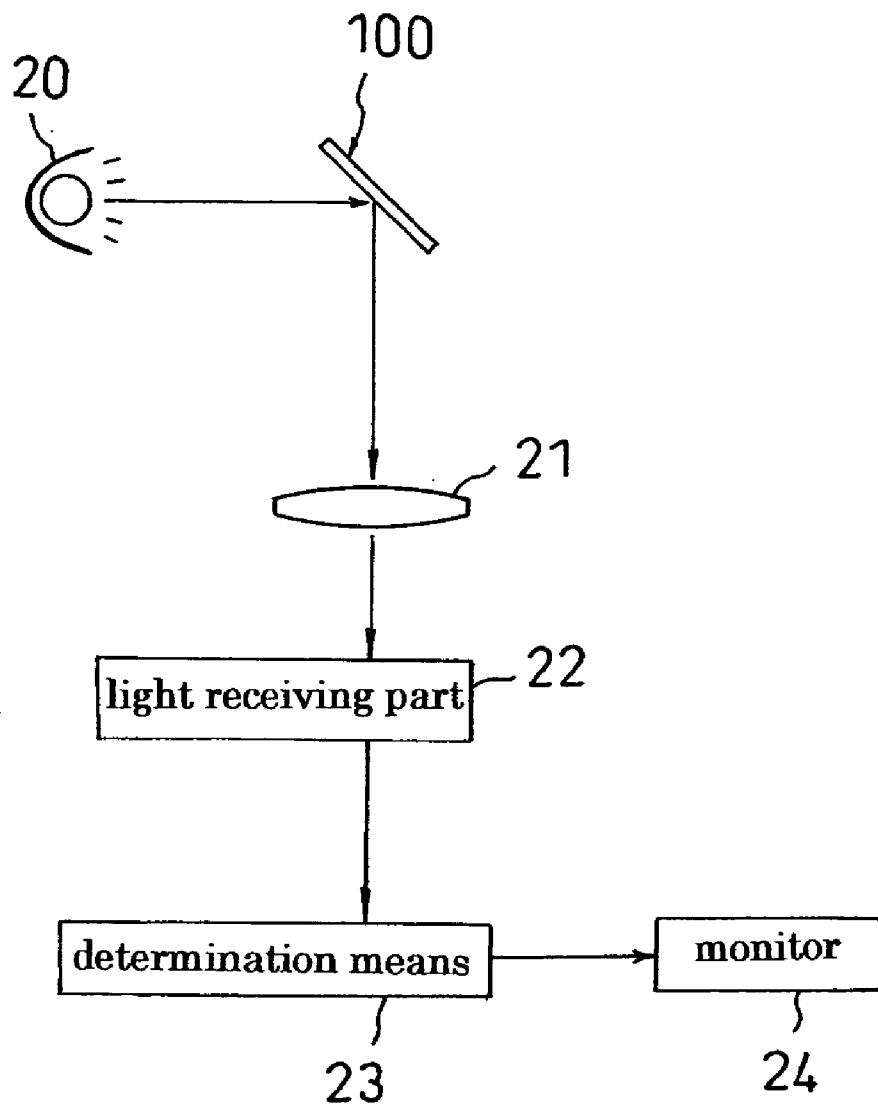 100
20
21
light receiving part
22
determination means
monitor
23
24